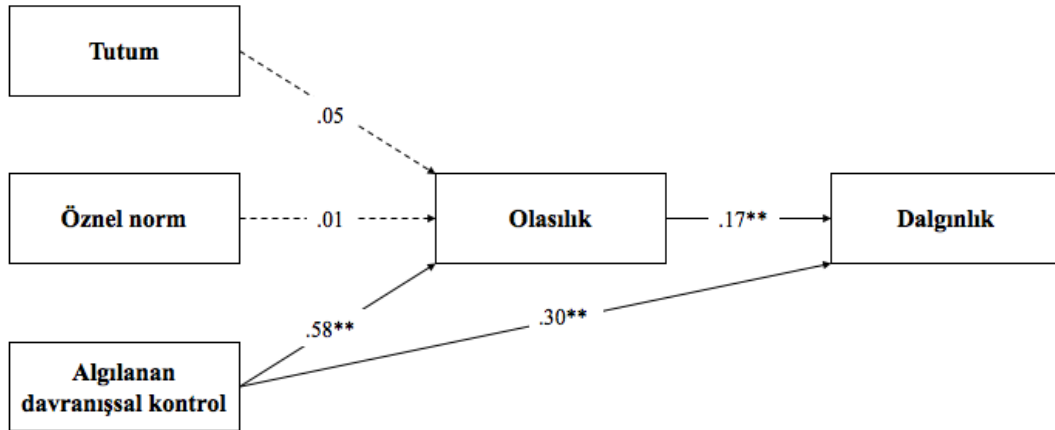 Tutum
.05
Öznel norm
.01
Olasılık
.17**
Dalgınlık
.58**
.30**
Algılanan
davranışsal kontrol